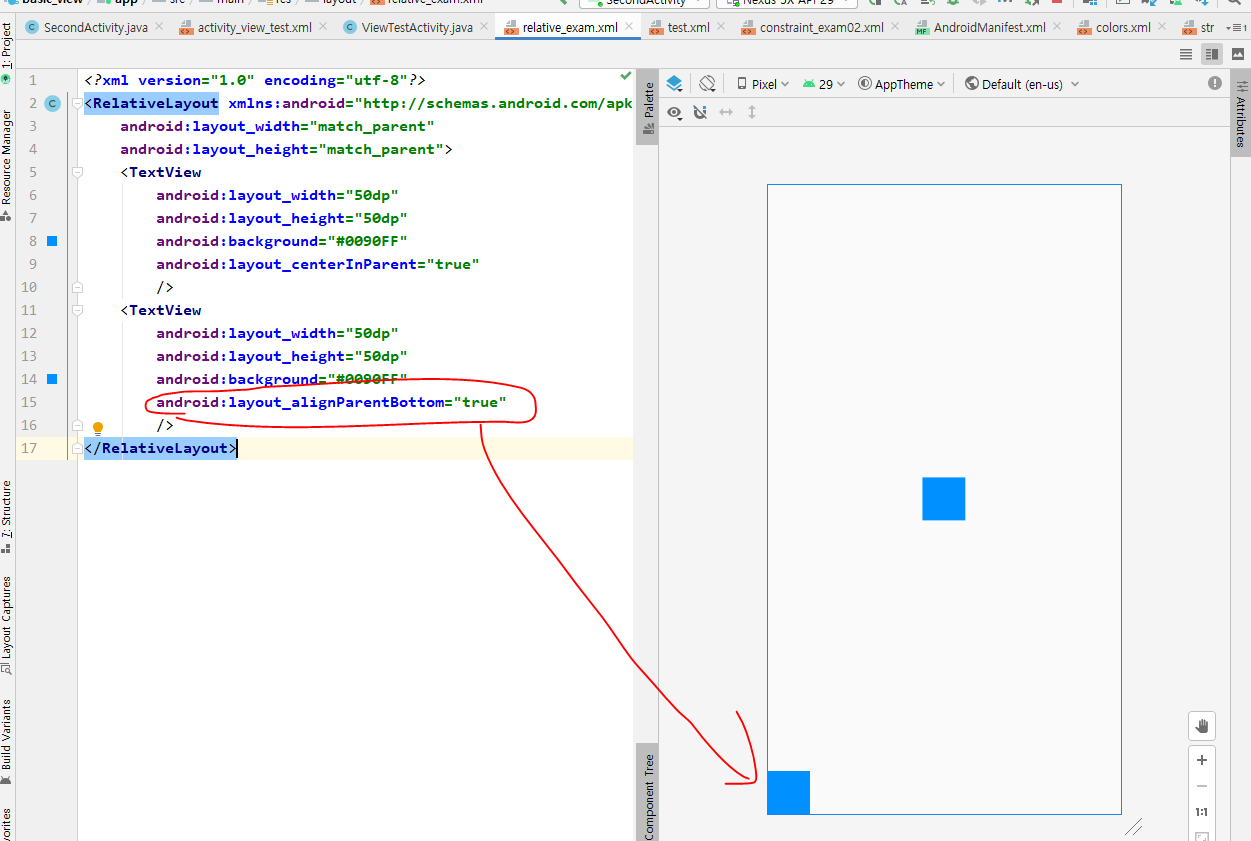 basic_view
app
src
main
res
layout
relative_exam.xml
SecondActivity
Nexus 5X API 29
SecondActivity.java
activity_view_test.xml
ViewTestActivity.java
relative_exam.xml
test.xml
constraint_exam02.xml
AndroidManifest.xml
colors.xml
str
1
1: Project
Resource Manager
7: Structure
Layout Captures
Build Variants
vorites
1 <?xml version="1.0" encoding="utf-8"?>
2 <RelativeLayout xmlns:android="http://schemas.android.com/apk
3 android:layout_width="match_parent"
4 android:layout_height="match_parent">
5 <TextView
6 android:layout_width="50dp"
7 android:layout_height="50dp"
8 android:background="#0090FF"
9 android:layout_centerInParent="true"
10 />
11 <TextView
12 android:layout_width="50dp"
13 android:layout_height="50dp"
14 android:background="#0090FF"
15 android:layout_alignParentBottom="true"
16 />
17 </RelativeLayout>
Palette
Component Tree
Pixel
29
AppTheme
Default (en-us)
Attributes
1:1